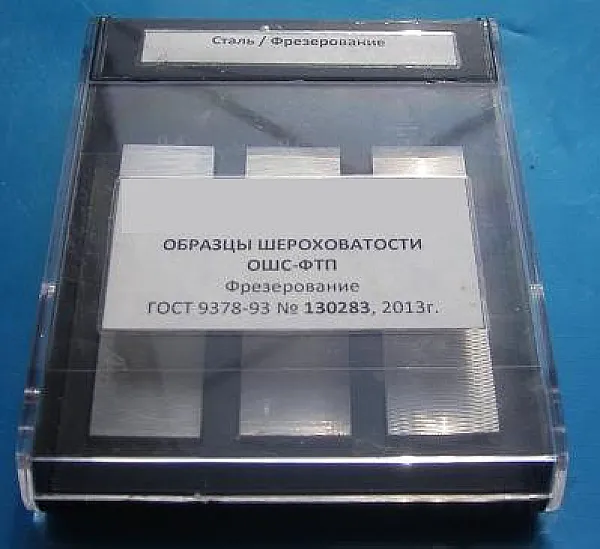 Сталь / Фрезерование
ОБРАЗЦЫ ШЕРОХОВАТОСТИ
ОШС-ФТП
Фрезерование
ГОСТ 9378-93 № 130283, 2013г.